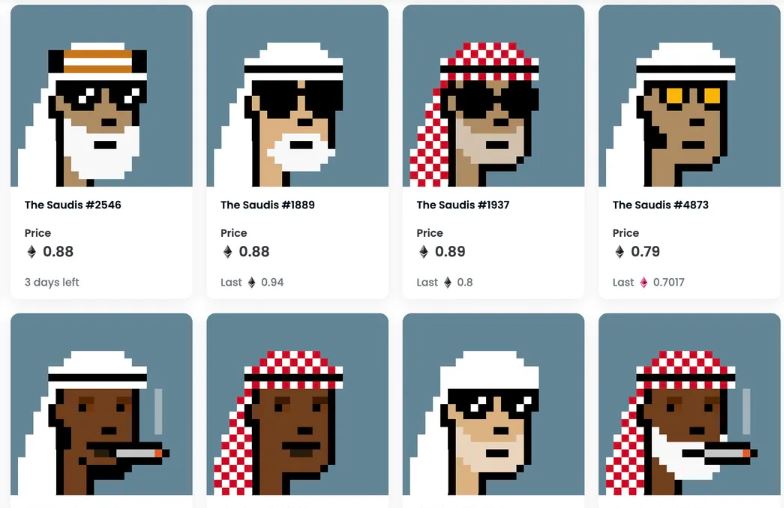 The Saudis #2546
Price
0.88
3 days left
The Saudis #1889
Price
0.88
Last 0.94
The Saudis #1937
Price
0.89
Last 0.8
The Saudis #4873
Price
0.79
Last 0.7017